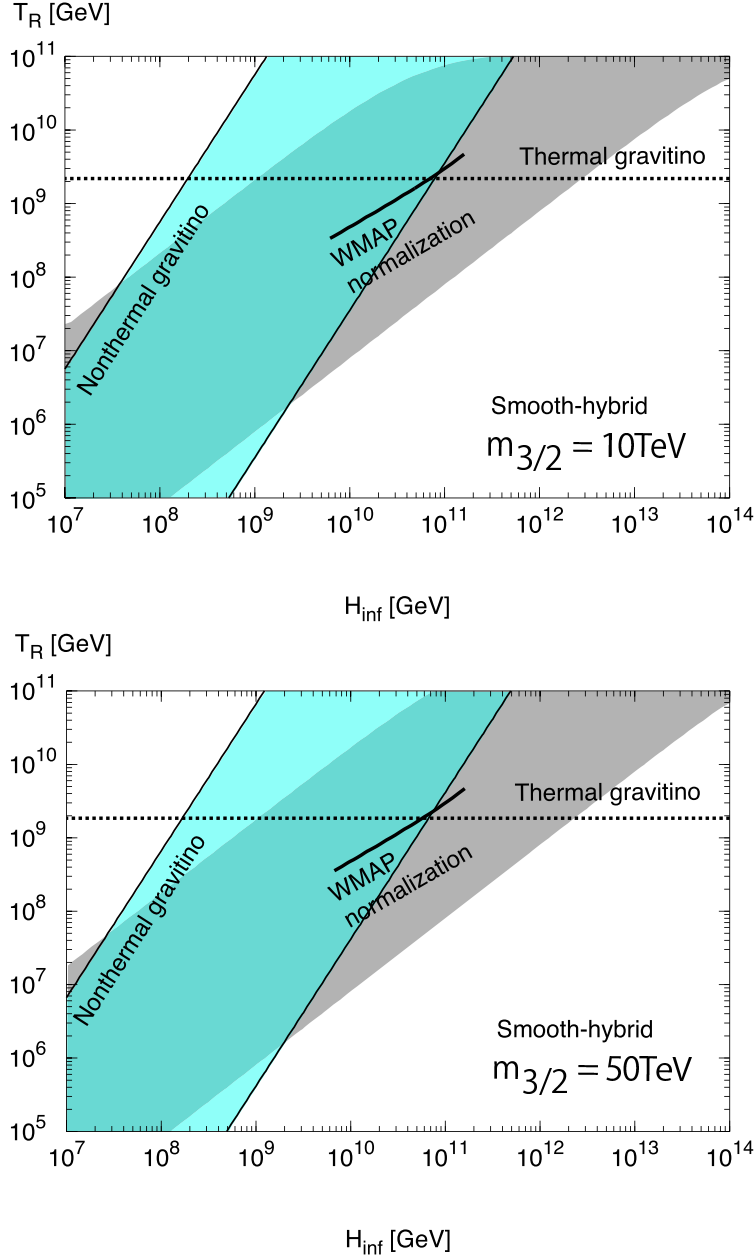 T_R [GeV]
10^11
10^10
Thermal gravitino
10^9
Nonthermal gravitino
WMAP
normalization
10^8
10^7
Smooth-hybrid
10^6
m_3/2 = 10TeV
10^5
10^7 10^8 10^9 10^10 10^11 10^12 10^13 10^14
H_inf [GeV]
T_R [GeV]
10^11
10^10
Thermal gravitino
10^9
Nonthermal gravitino
WMAP
normalization
10^8
10^7
Smooth-hybrid
10^6
m_3/2 = 50TeV
10^5
10^7 10^8 10^9 10^10 10^11 10^12 10^13 10^14
H_inf [GeV]